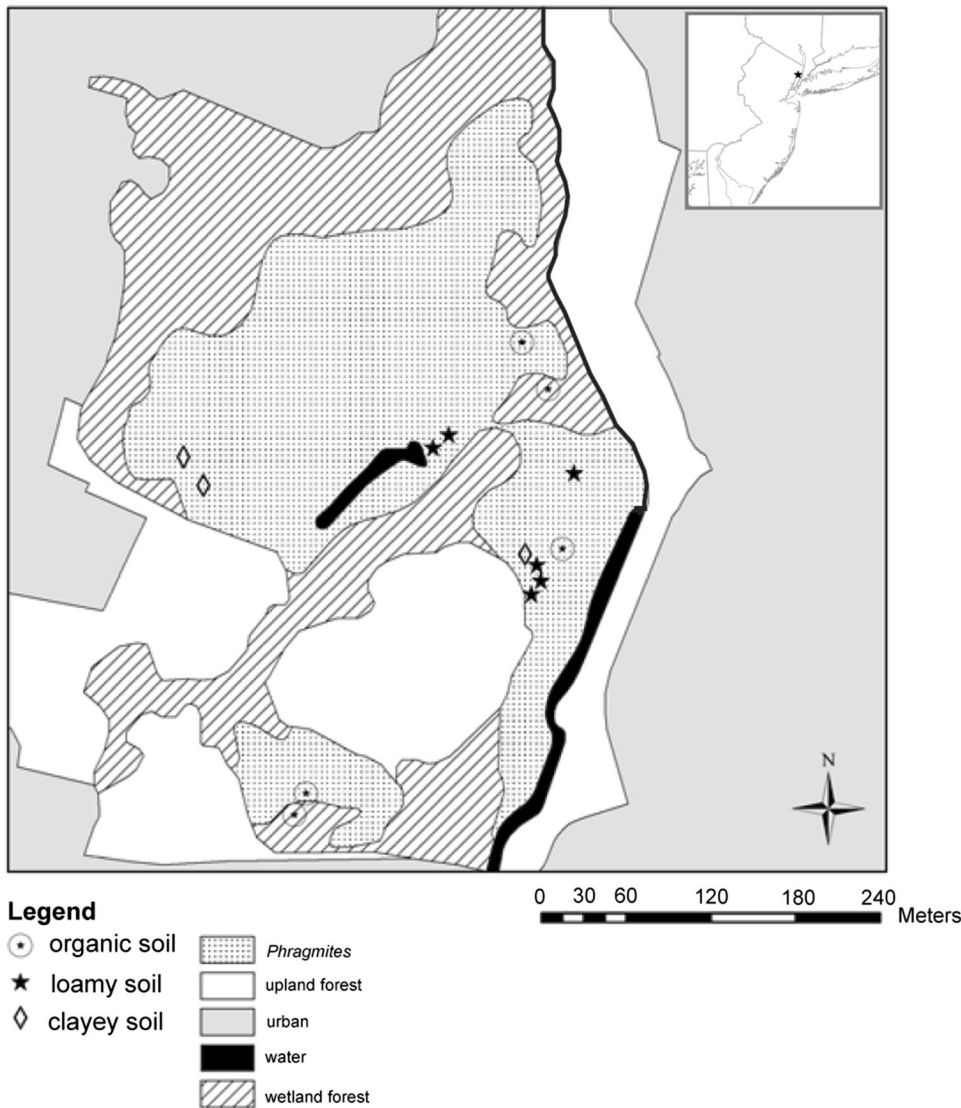 N
0 30 60 120 180 240
Meters
Legend
organic soil
loamy soil
clayey soil
Phragmites
upland forest
urban
water
wetland forest